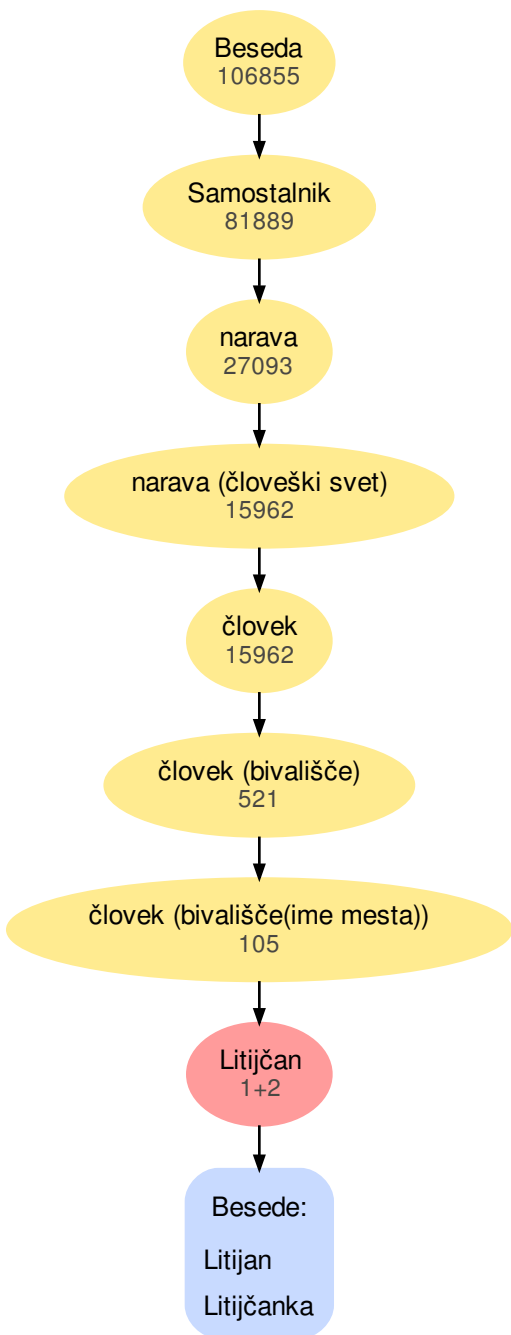 Beseda
106855
Samostalnik
81889
narava
27093
narava (človeški svet)
15962
človek
15962
človek (bivališče)
521
človek (bivališče(ime mesta))
105
Litijčan
1+2
Besede:
Litijan
Litijčanka